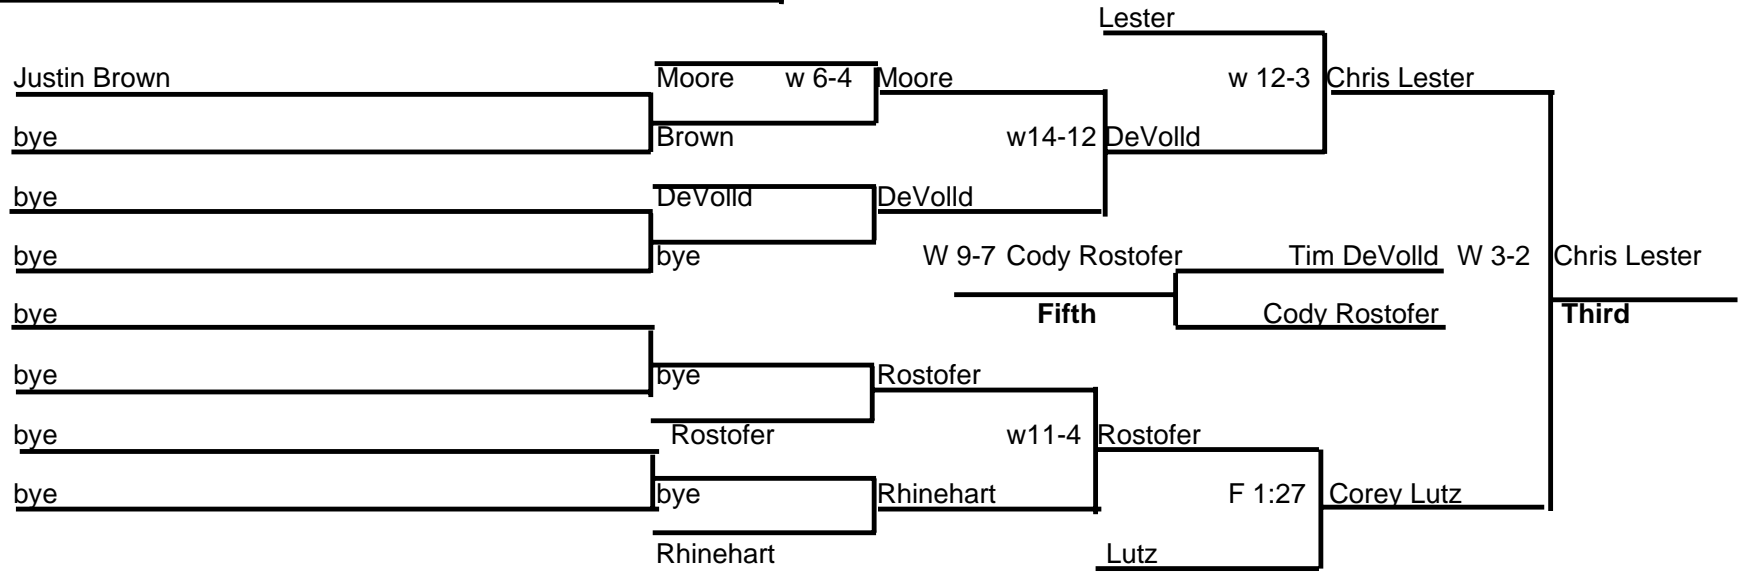 Lester
Justin Brown Moore w 6-4 Moore w 12-3 Chris Lester
bye Brown w14-12 DeVolld
bye DeVolld DeVolld
bye bye W 9-7 Cody Rostofer Tim DeVolld W 3-2 Chris Lester
bye Fifth Cody Rostofer Third
bye bye Rostofer
bye Rostofer w11-4 Rostofer
bye bye Rhinehart F 1:27 Corey Lutz
Rhinehart Lutz